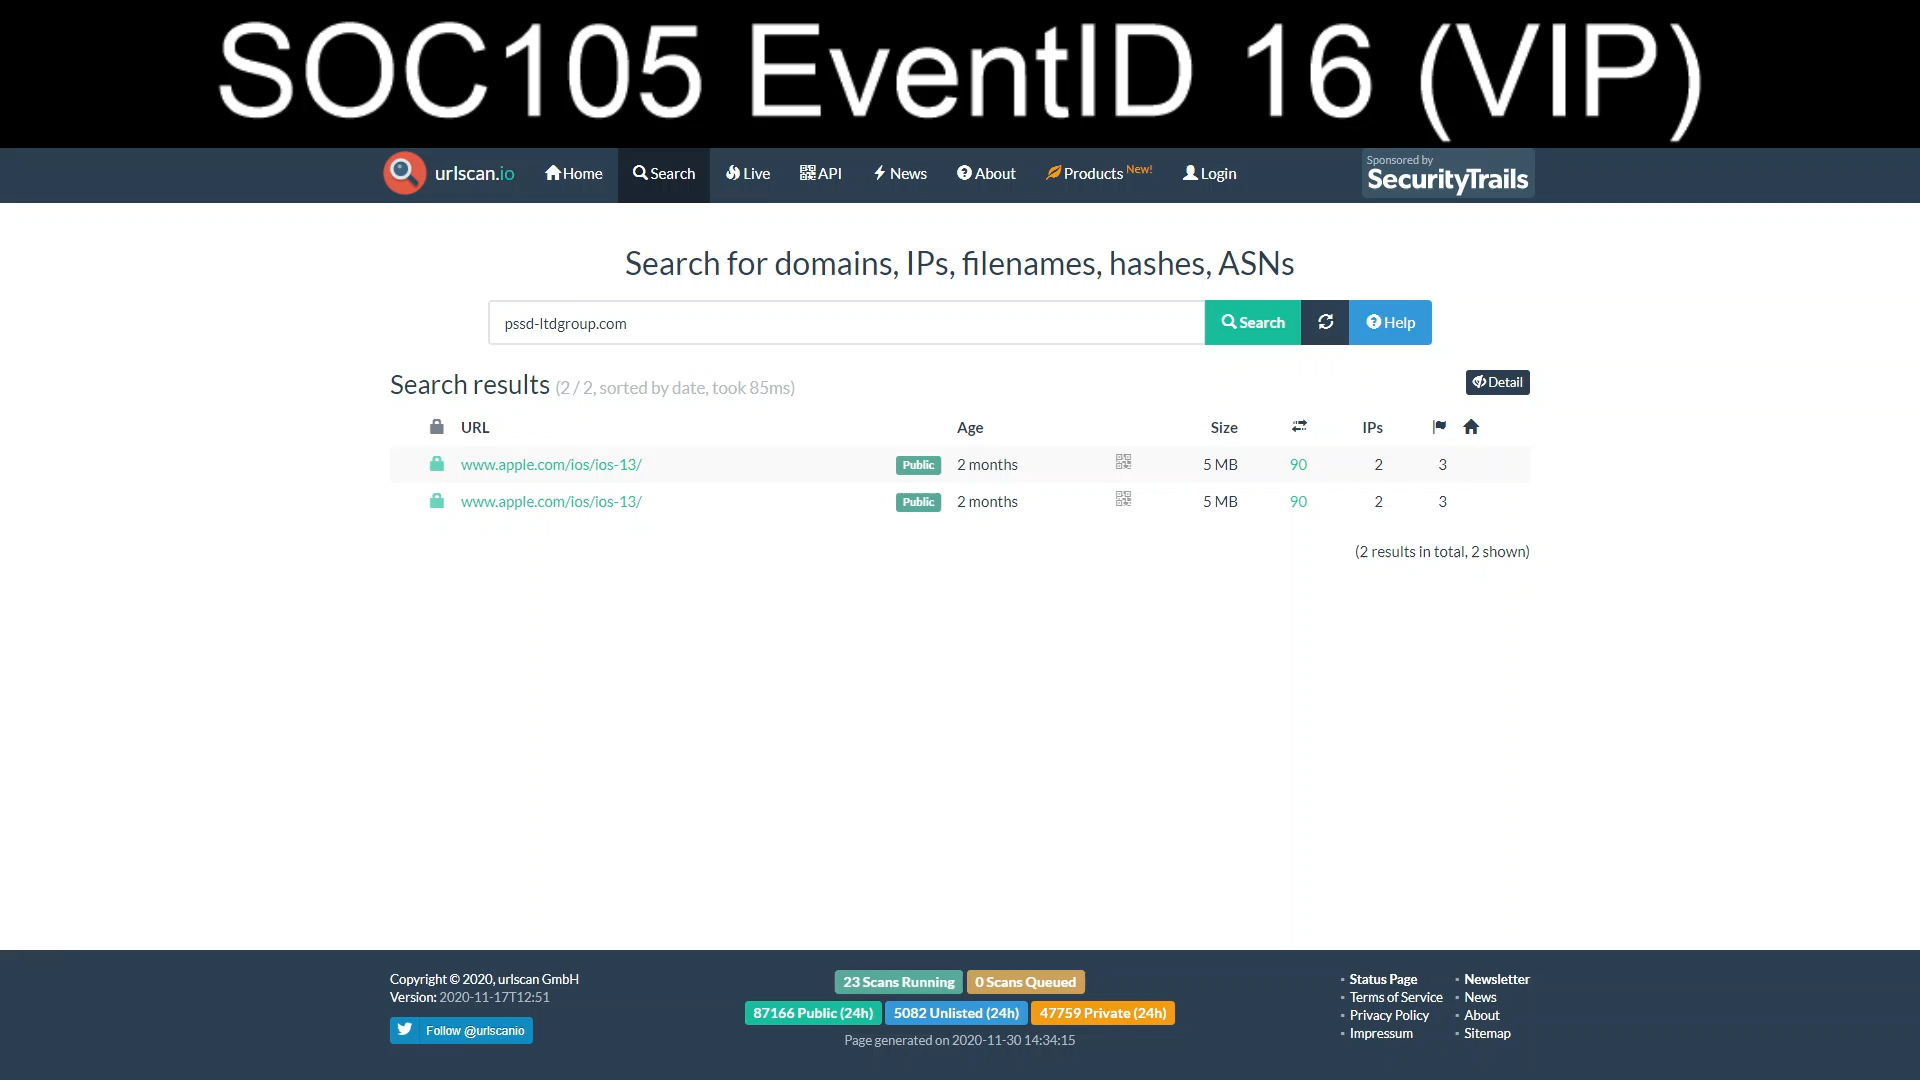 SOC105 EventID 16 (VIP)
urlscan.io Home Search Live API News About Products New! Login Sponsored by
SecurityTrails
Search for domains, IPs, filenames, hashes, ASNs
pssd-ltdgroup.com Search Help
Search results (2 / 2, sorted by date, took 85ms) Detail
URL Age Size IPs
www.apple.com/ios/ios-13/ Public 2 months 5 MB 90 2 3
www.apple.com/ios/ios-13/ Public 2 months 5 MB 90 2 3
(2 results in total, 2 shown)
Copyright © 2020, urlscan GmbH
Version: 2020-11-17T12:51
Follow @urlscanio
23 Scans Running 0 Scans Queued
87166 Public (24h) 5082 Unlisted (24h) 47759 Private (24h)
Page generated on 2020-11-30 14:34:15
Status Page
Terms of Service
Privacy Policy
Impressum
Newsletter
News
About
Sitemap